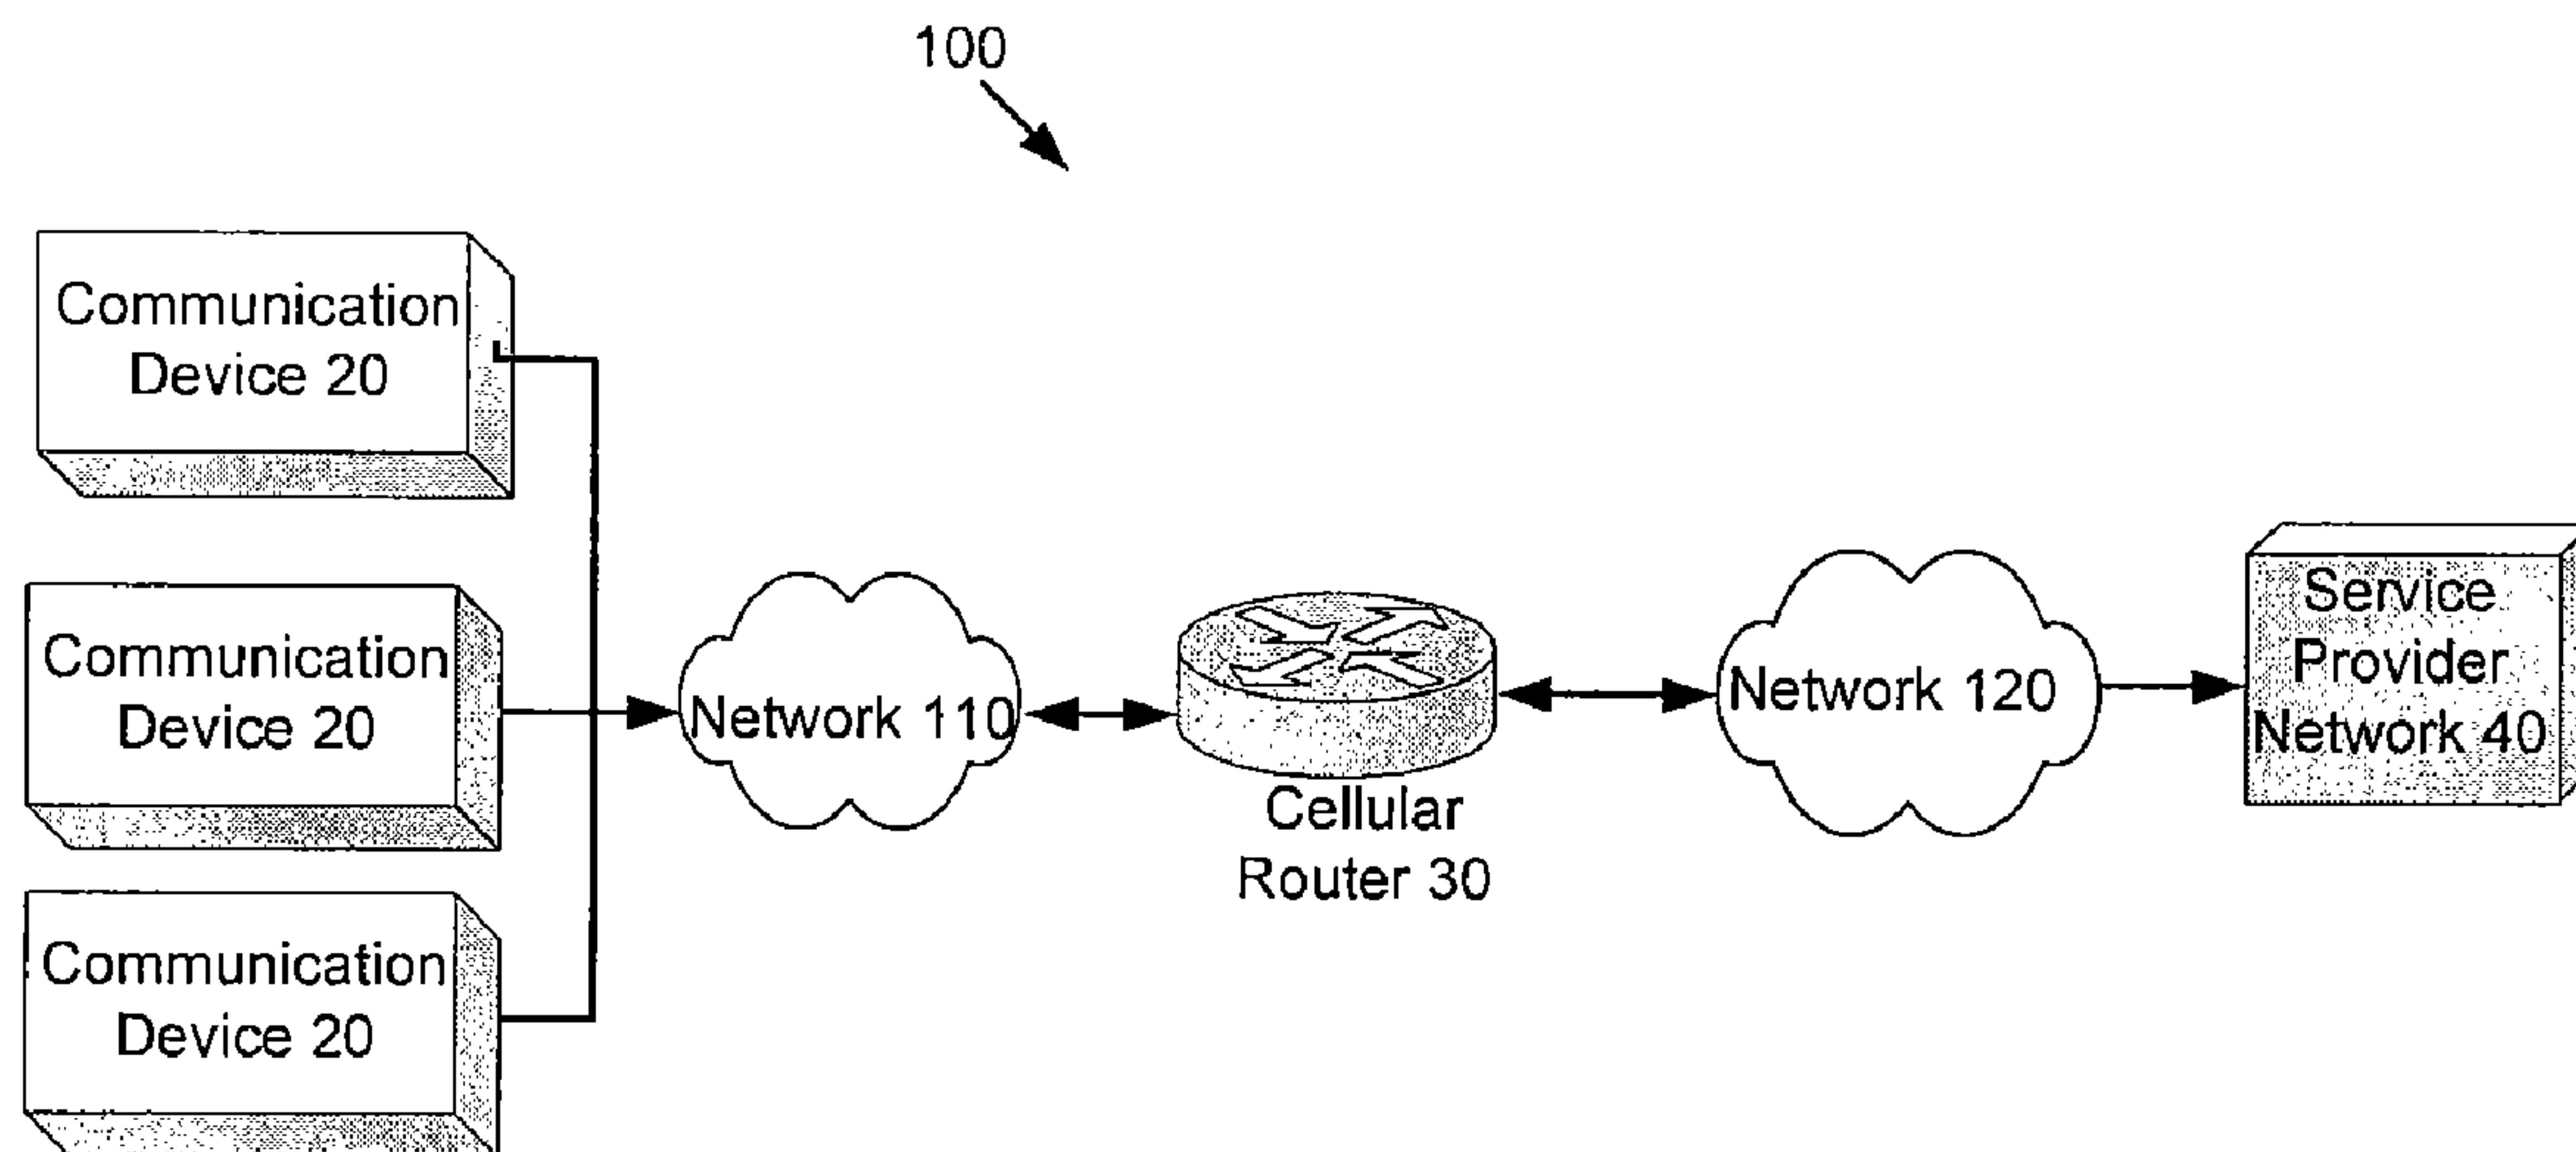 100
Communication
Device 20
Communication
Device 20
Communication
Device 20
Network 110
Cellular
Router 30
Network 120
Service
Provider
Network 40